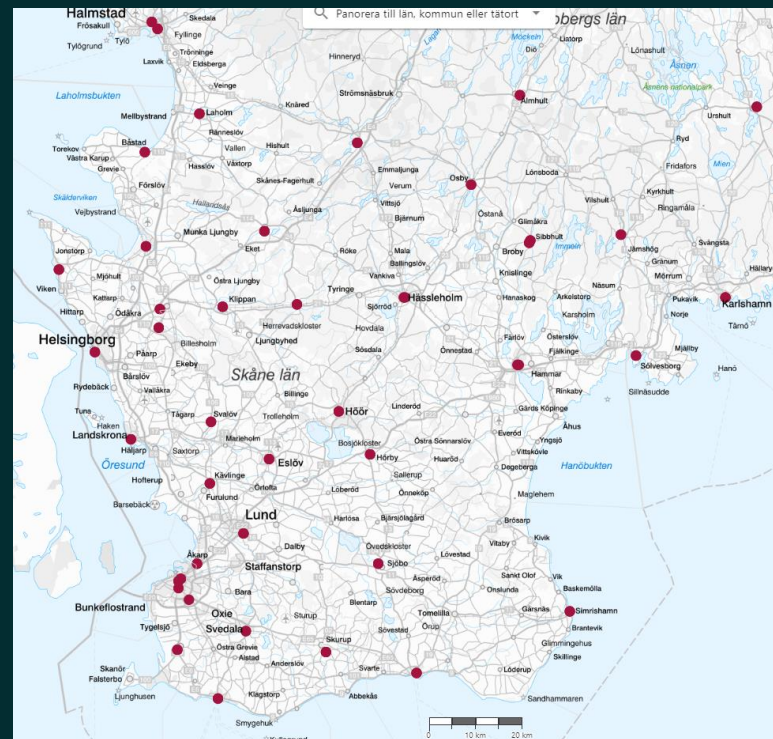 Panorera till län, kommun eller tätort
Halmstad
Skedala
Frösakull
Tylö
Tylögrund
Fyllinge
Trönninge
Eldsberga
Laxvik
Hinneryd
Lagan
Möckeln
Diö
Liatorp
obergs län
Lönashult
Åsnen
Åsnens nationalpark
Urshult
Veinge
Knäred
Strömsnäsbruk
Älmhult
Laholmsbukten
Mellbystrand
Laholm
Ränneslöv
Vallen
Hishult
Ryd
Mien
Torekov
Båstad
Västra Karup
Grevie
Hasslöv
Våxtorp
Skånes-Fagerhult
Emmaljunga
Verum
Osby
Lönsboda
Fridafors
Kyrkhult
Vilshult
Ringamåla
Skälderviken
Förslöv
Hallandsås
Vittsjö
Vejbystrand
Åsljunga
Bjärnum
Östanå
Glimåkra
Sibbhult
Immeln
Jämshög
Svängsta
Munka Ljungby
Eket
Röke
Mala
Broby
Jonstorp
Ballingslöv
Granum
Mörrum
Hällary
Viken
Mjöhult
Östra Ljungby
Vankiva
Knislinge
Näsum
Kattarp
Tyringe
Hittarp
Ödåkra
Klippan
Sjörröd
Hässleholm
Hanaskog
Arkelstorp
Pukavik
Karlshamn
Karsholm
Norje
Tärnö
Herrevadskloster
Hovdala
Helsingborg
Billesholm
Ljungbyhed
Färlöv
Österslöv
Påarp
Sösdala
Önnestad
Fjälkinge
Mjällby
Ekeby
Sölvesborg
Hanö
Bårslöv
Skåne län
Hammar
Rydebäck
Vallåkra
Billinge
Rinkaby
Sillnäsudde
Tuna
Tågarp
Svalöv
Trolleholm
Höör
Linderöd
Gärds Köpinge
Haken
Åhus
Landskrona
Marieholm
Everöd
Yngsjö
Häljarp
Saxtorp
Bosjökloster
Östra Sönnarslöv
Vittskövle
Öresund
Eslöv
Hörby
Huaröd
Degeberga
Hanöbukten
Hofterup
Kävlinge
Sallerup
Örtofta
Löberöd
Önneköp
Maglehem
Barsebäck
Furulund
Lund
Harlösa
Bjärsjölagård
Brösarp
Övedskloster
Vitaby
Kivik
Dalby
Lövestad
Åkarp
Staffanstorp
Sjöbo
Sankt Olof
Vik
Äsperöd
Baskemölla
Bara
Sövdeborg
Onslunda
Bunkeflostrand
Blentarp
Oxie
Tomelilla
Gärsnäs
Simrishamn
Sturup
Tygelsjö
Svedala
Sövestad
Örup
Brantevik
Skurup
Glimmingehus
Östra Grevie
Skillinge
Skanör
Alstad
Anderslöv
Svarte
Löderup
Falsterbo
Ljunghusen
Klagstorp
Abbekås
Sandhammaren
Smygehuk
0 10 km 20 km